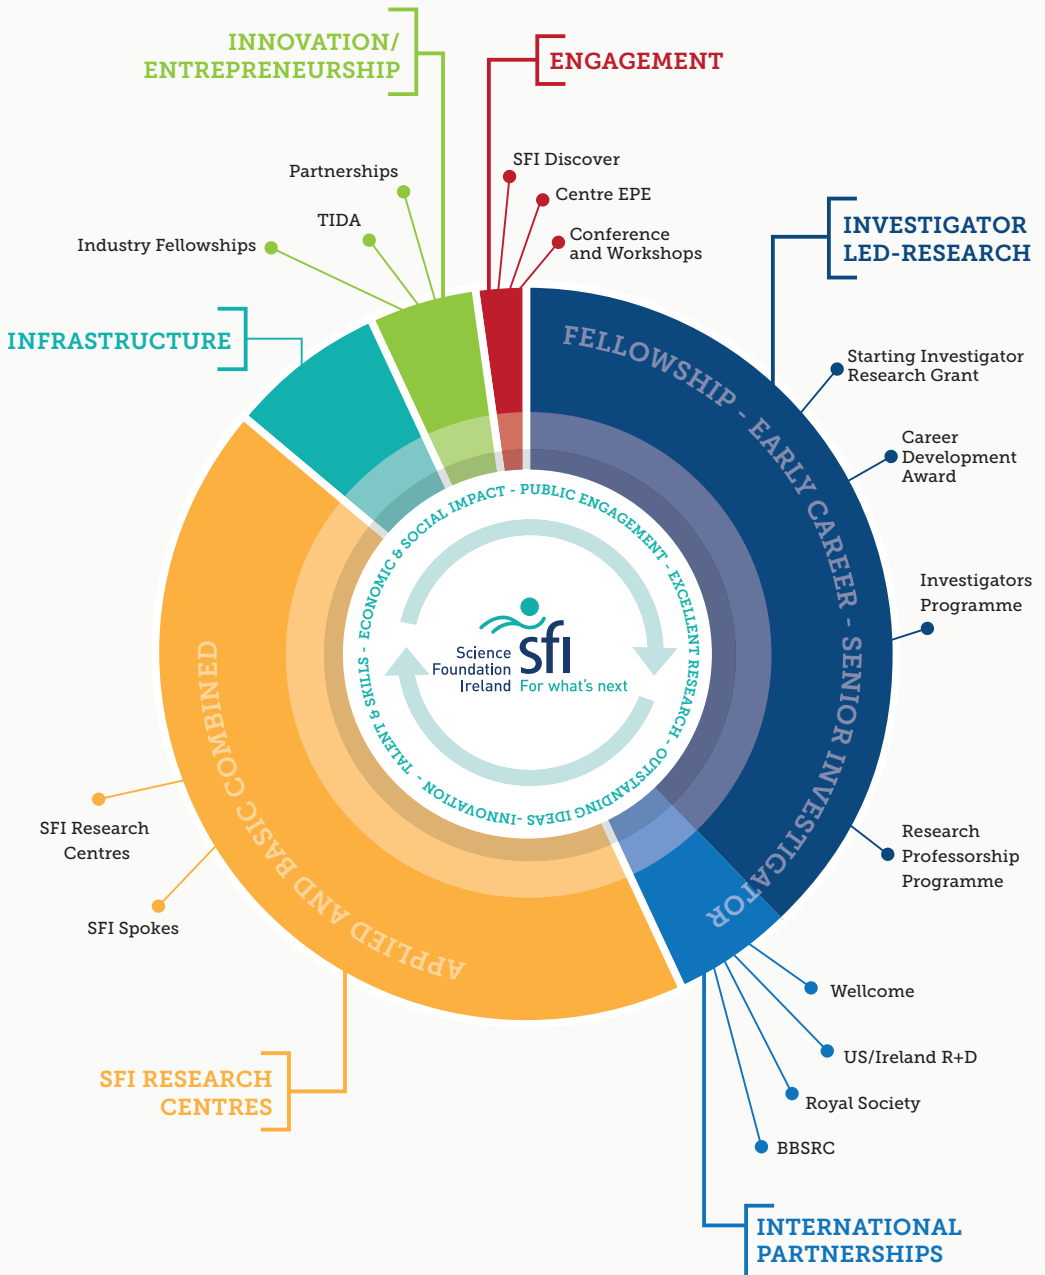 INNOVATION/
ENTREPRENEURSHIP
ENGAGEMENT
Partnerships
TIDA
Industry Fellowships
SFI Discover
Centre EPE
Conference
and Workshops
INVESTIGATOR
LED-RESEARCH
INFRASTRUCTURE
Starting Investigator
Research Grant
Career
Development
Award
Investigators
Programme
Research
Professorship
Programme
FELLOWSHIP - EARLY CAREER - SENIOR INVESTIGATOR
APPLIED AND BASIC COMBINED
TALENT & SKILLS - ECONOMIC & SOCIAL IMPACT - PUBLIC ENGAGEMENT - EXCELLENT RESEARCH - OUTSTANDING IDEAS -INNOVATION -
Science
Foundation
Ireland
sfi
For what's next
SFI Research
Centres
SFI Spokes
SFI RESEARCH
CENTRES
Wellcome
US/Ireland R+D
Royal Society
BBSRC
INTERNATIONAL
PARTNERSHIPS